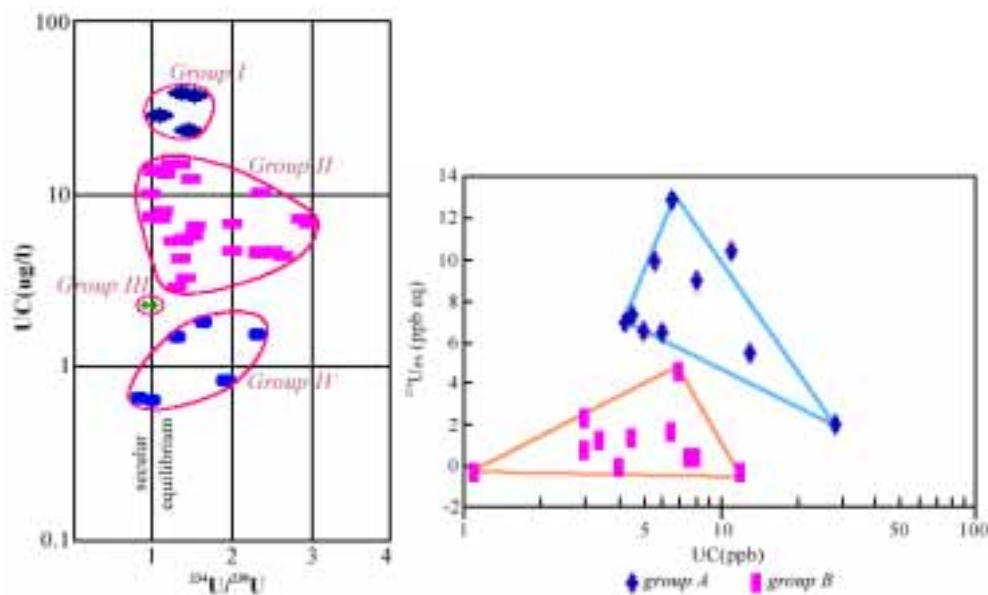 100
10
1
0.1
UC(ug/l)
Group I
Group II
Group III
Group IV
secular
equilibrium
1 2 3 4
²³⁴U/²³⁸U
14
12
10
8
6
4
2
0
-2
(ppb eq)
1 5 10 50 100
UC(ppb)
group A group B